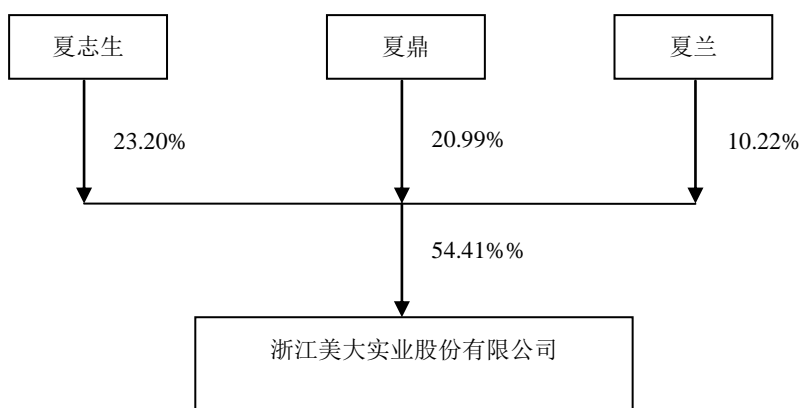 夏志生
夏鼎
夏兰
23.20%
20.99%
10.22%
54.41%%
浙江美大实业股份有限公司